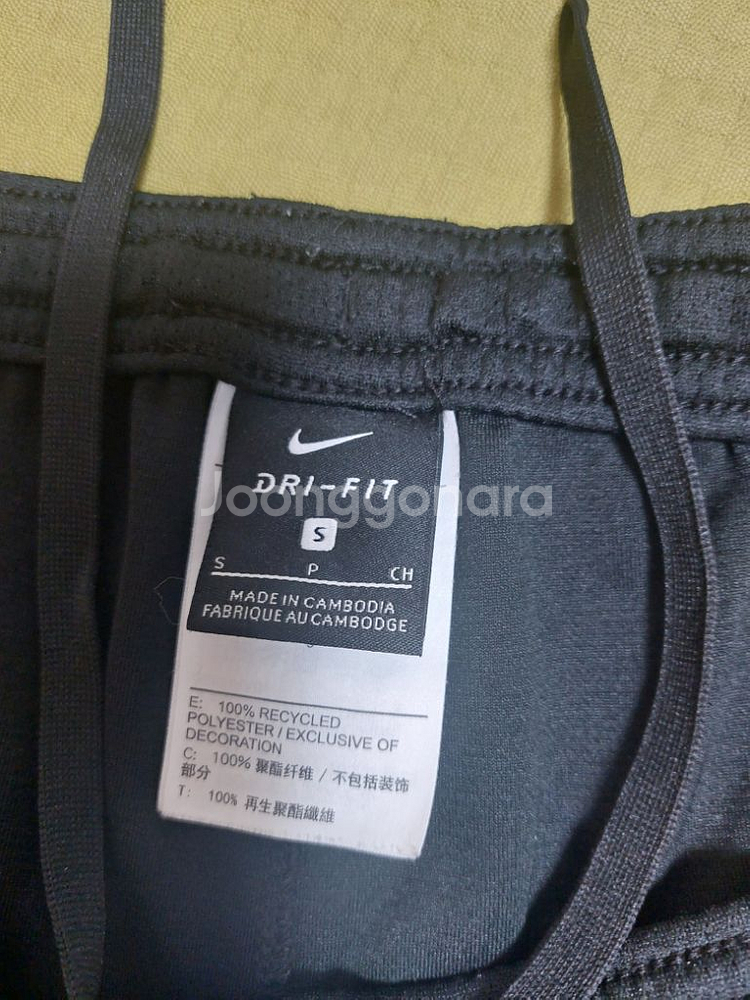 DRI-FIT
Joonggonara
S
S P CH
MADE IN CAMBODIA
FABRIQUE AU CAMBODGE
E: 100% RECYCLED
POLYESTER / EXCLUSIVE OF
DECORATION
C: 100% 聚酯纤维 / 不包括装饰
部分
T: 100% 再生聚酯纖維